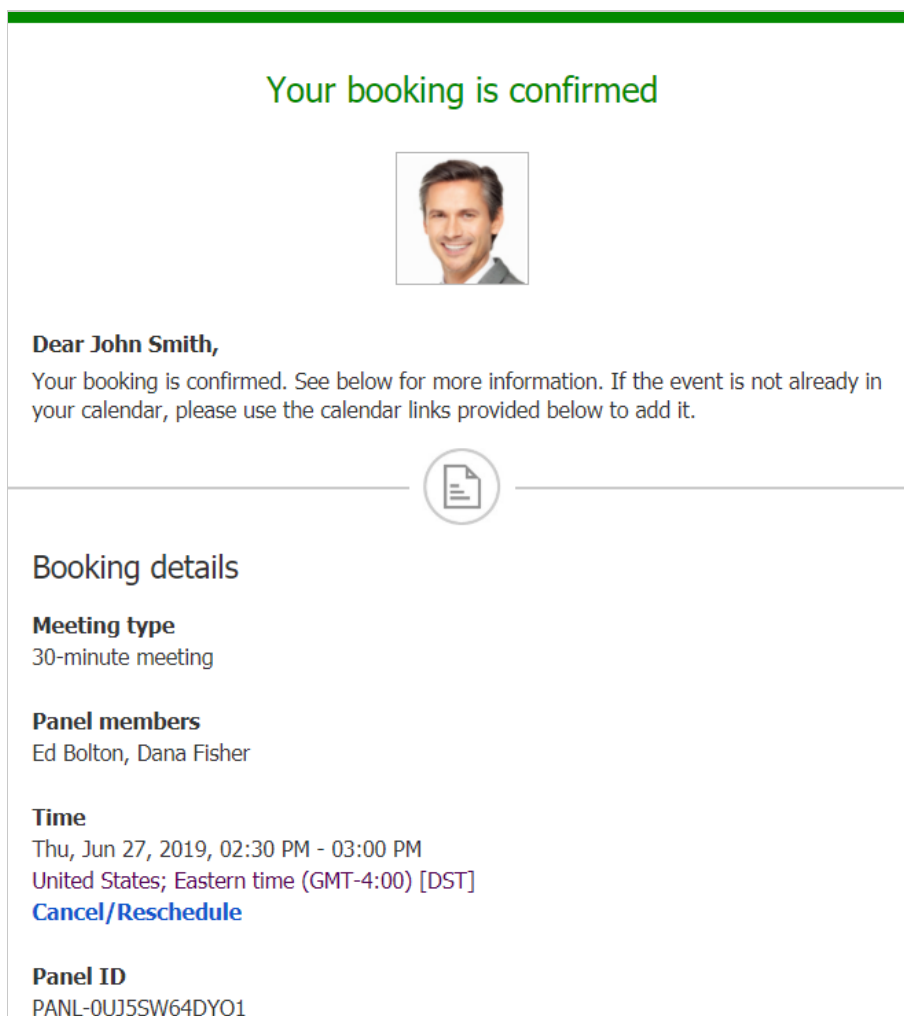 Your booking is confirmed
Dear John Smith,
Your booking is confirmed. See below for more information. If the event is not already in
your calendar, please use the calendar links provided below to add it.
Booking details
Meeting type
30-minute meeting
Panel members
Ed Bolton, Dana Fisher
Time
Thu, Jun 27, 2019, 02:30 PM - 03:00 PM
United States; Eastern time (GMT-4:00) [DST]
Cancel/Reschedule
Panel ID
PANL-0UJ5SW64DYO1